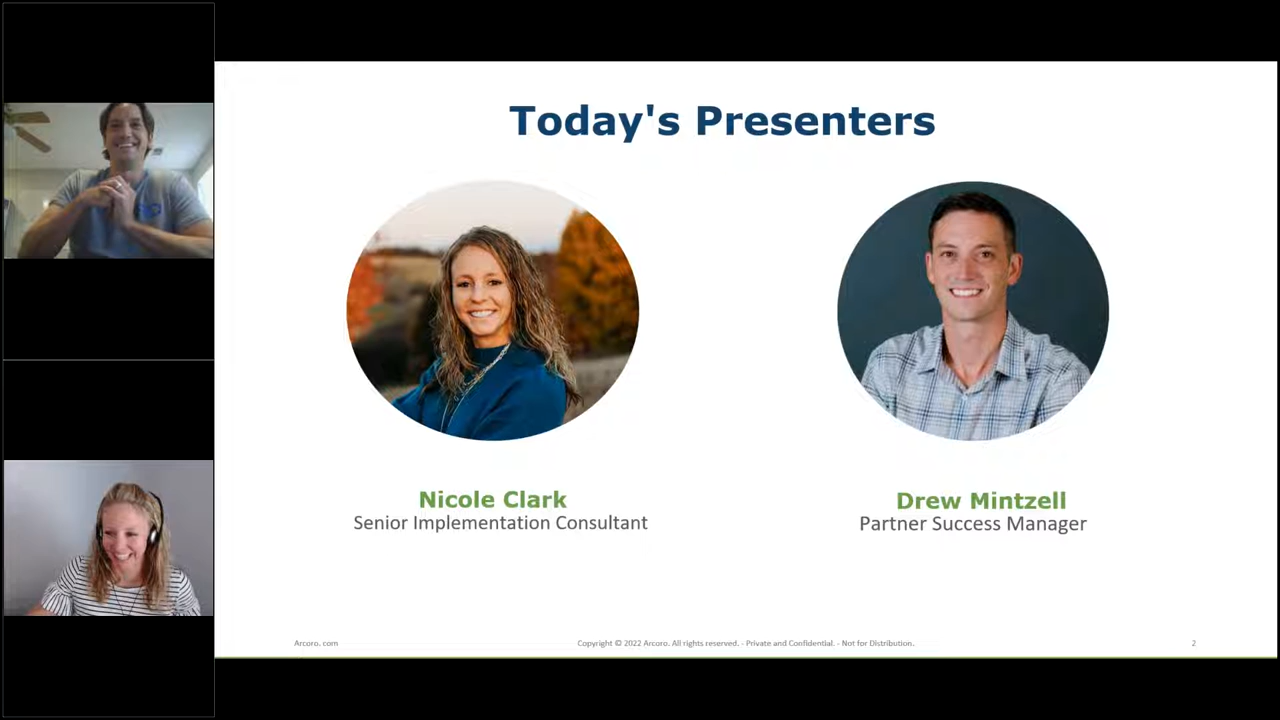 Today's Presenters
Nicole Clark
Senior Implementation Consultant
Drew Mintzell
Partner Success Manager
Arcoro. com
Copyright © 2022 Arcoro. All rights reserved. - Private and Confidential. - Not for Distribution.
2